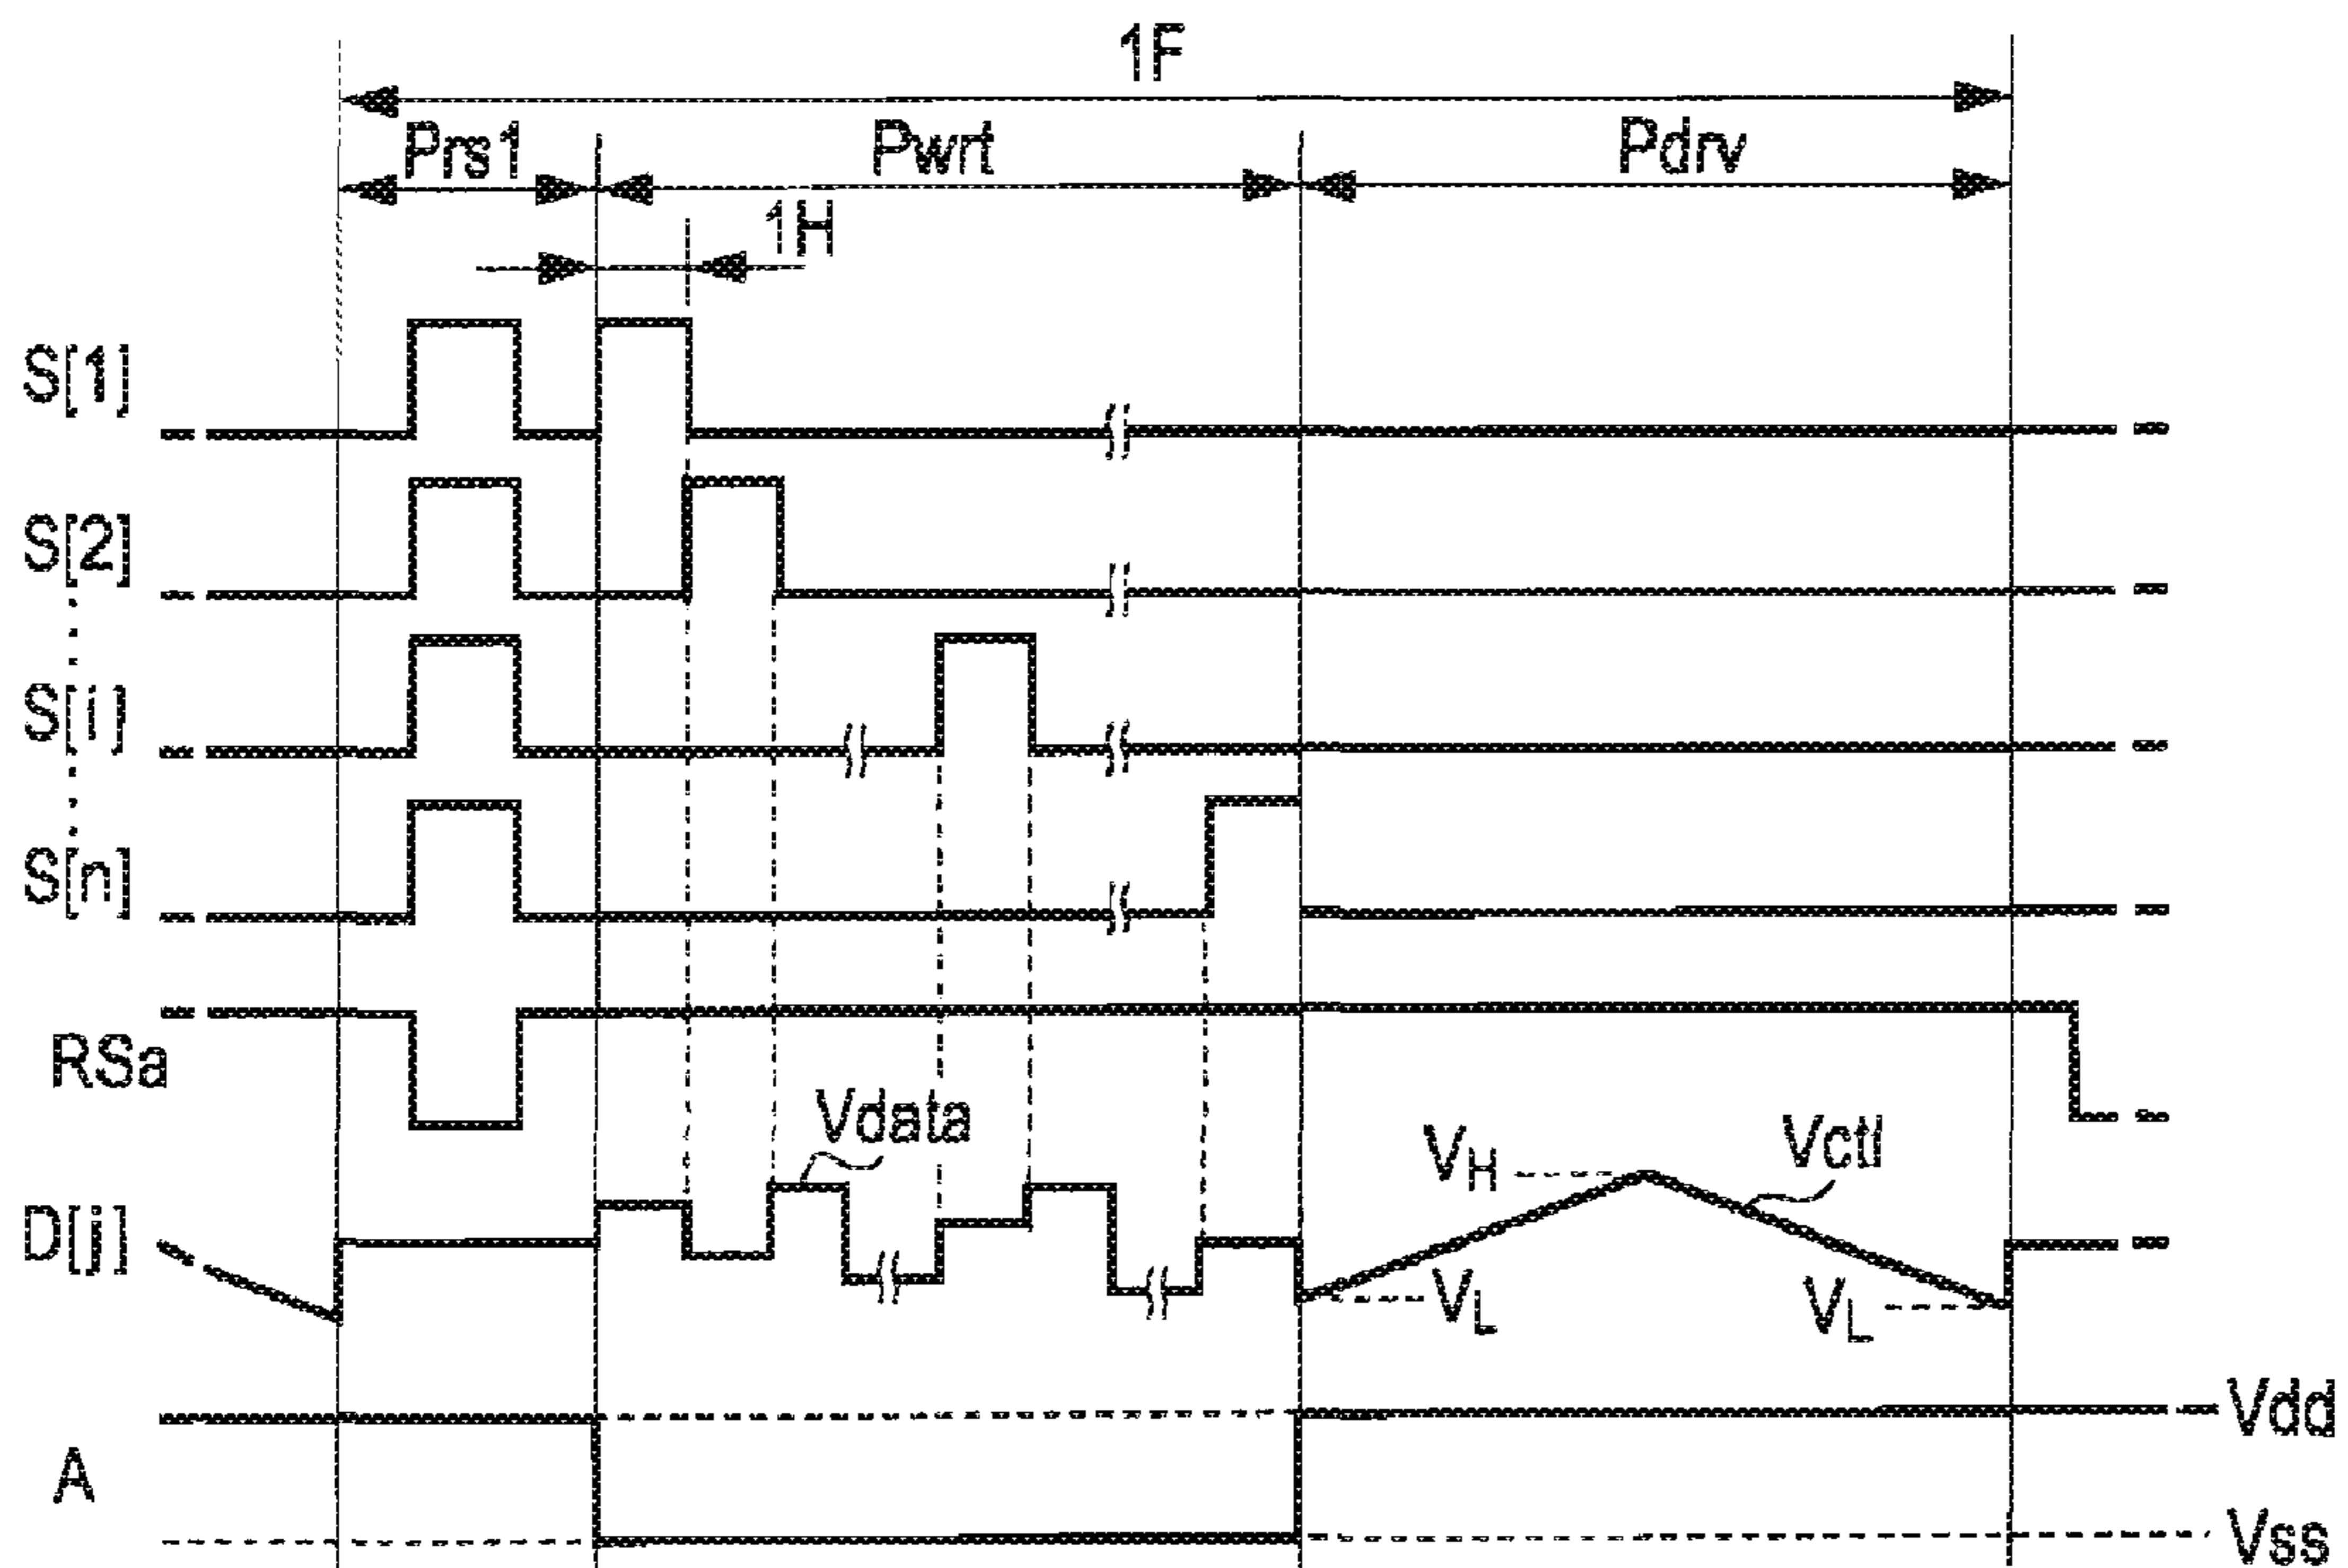 1F
Prs1 Pwrt Pdrv
1H
S[1]
S[2]
S[i]
S[n]
RSa
Vdata
VH Vctl
D[j]
VL VL
Vdd
A
Vss